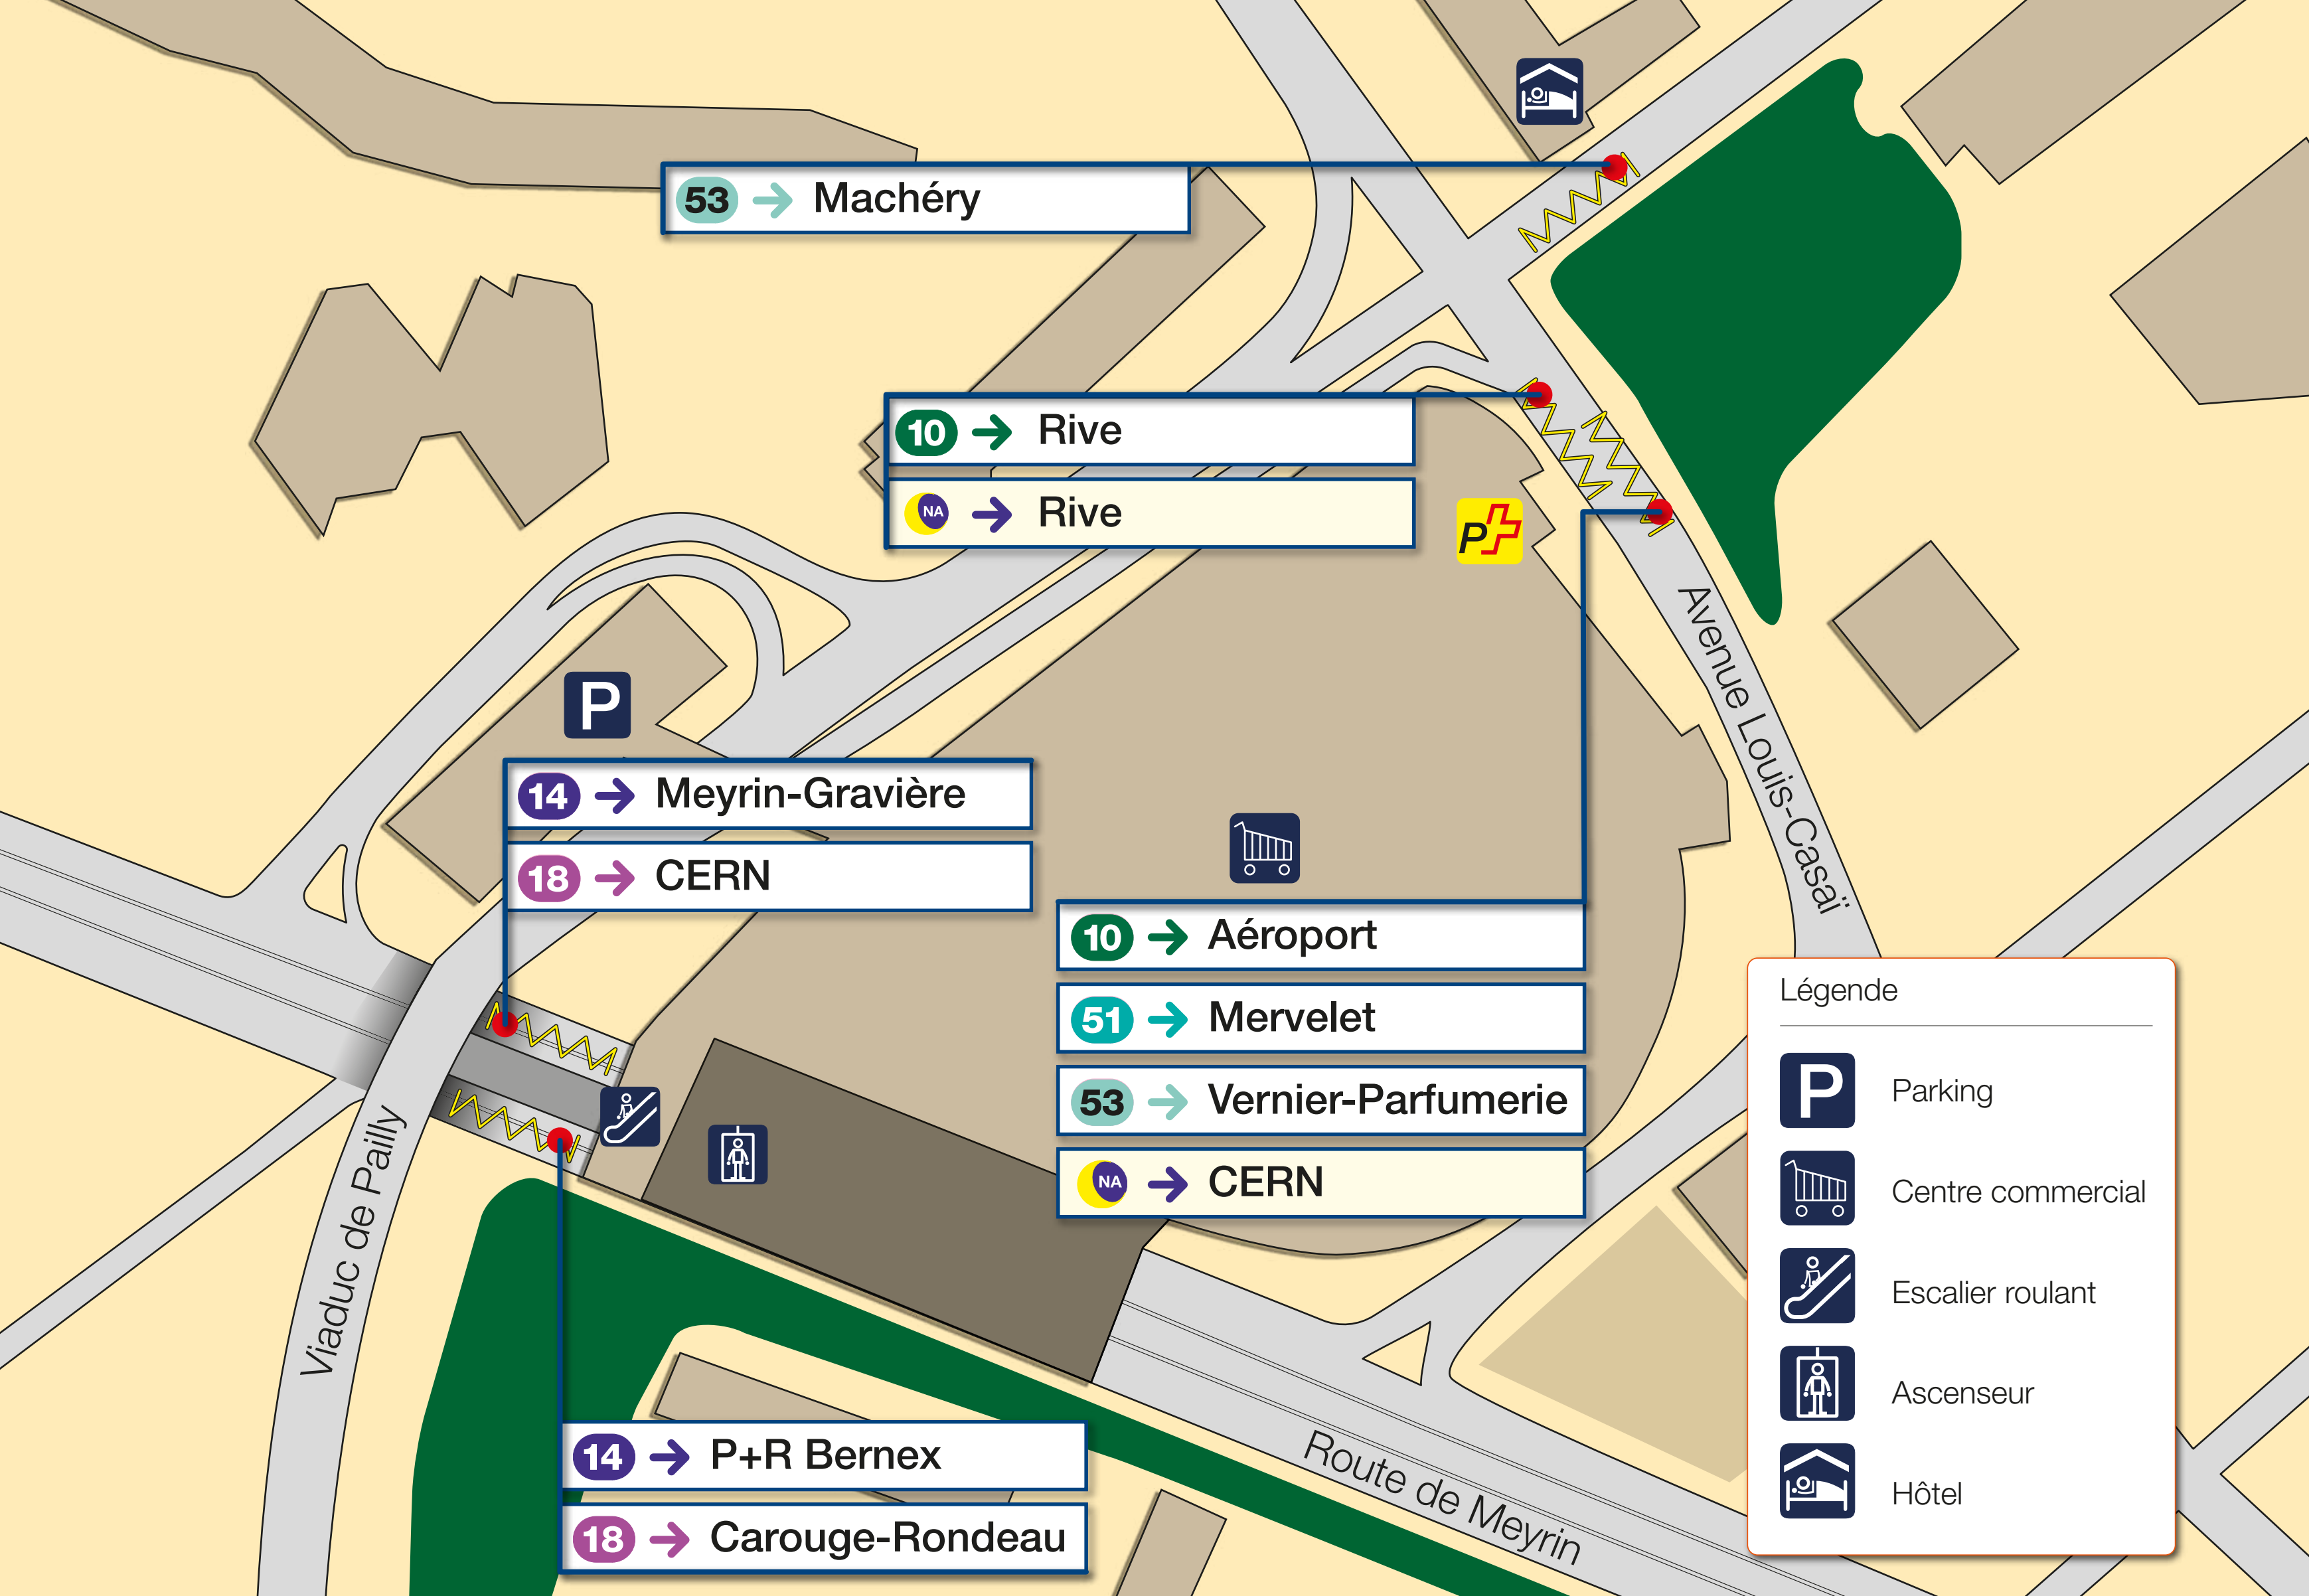 53 → Machéry
10 → Rive
NA → Rive
P
P
14 → Meyrin-Gravière
18 → CERN
Avenue Louis-Casaï
10 → Aéroport
51 → Mervelet
53 → Vernier-Parfumerie
NA → CERN
Viaduc de Pailly
Route de Meyrin
14 → P+R Bernex
18 → Carouge-Rondeau
Légende
P Parking
Centre commercial
Escalier roulant
Ascenseur
Hôtel